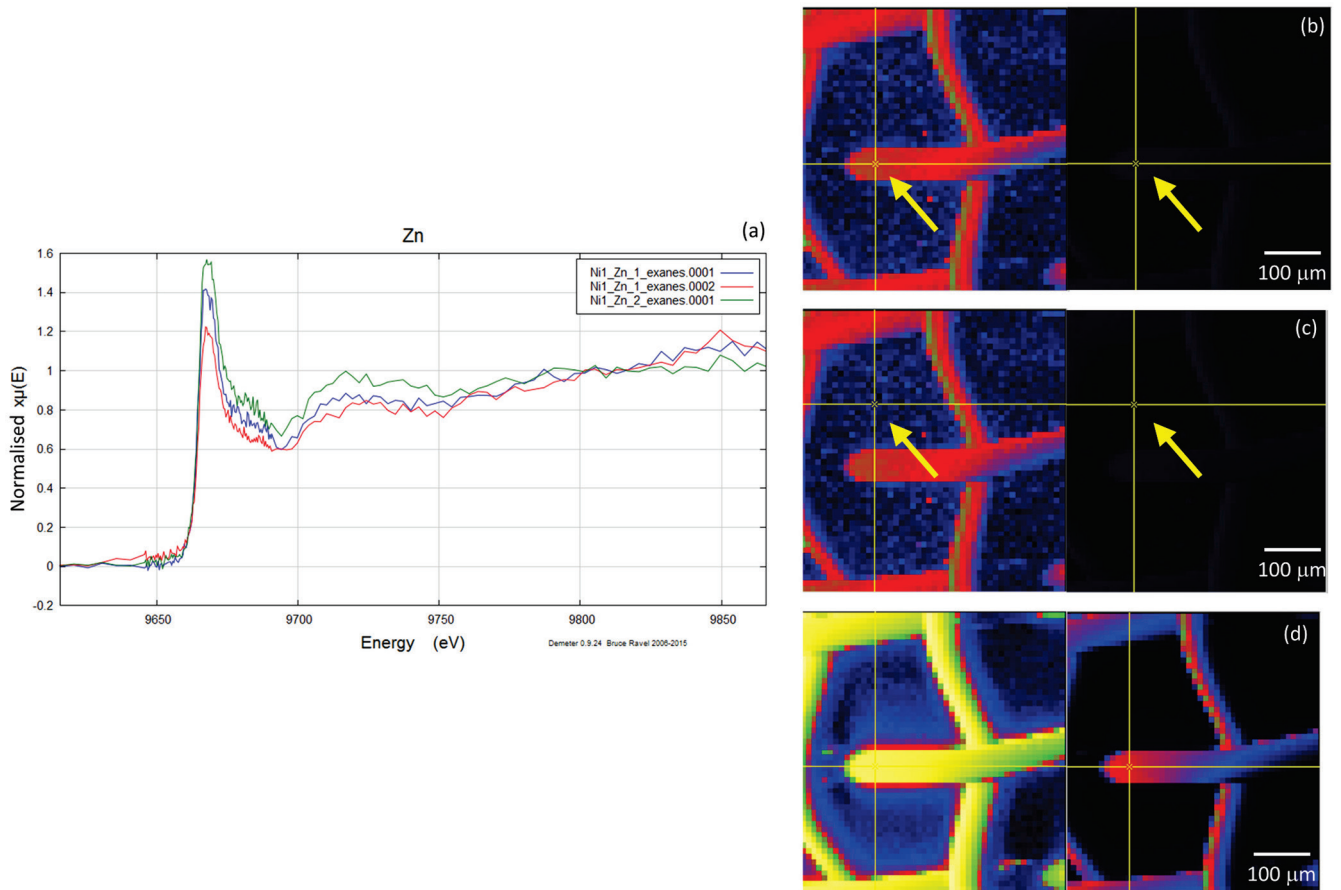 Zn
(a)
Ni1_Zn_1_exanes.0001
Ni1_Zn_1_exanes.0002
Ni1_Zn_2_exanes.0001
Normalised xμ(E)
1.6
1.4
1.2
1
0.8
0.6
0.4
0.2
0
-0.2
9650
9700
9750
9800
9850
Energy (eV)
Demeter 0.9.24 Bruce Ravel 2006-2015
(b)
100 μm
(c)
100 μm
(d)
100 μm